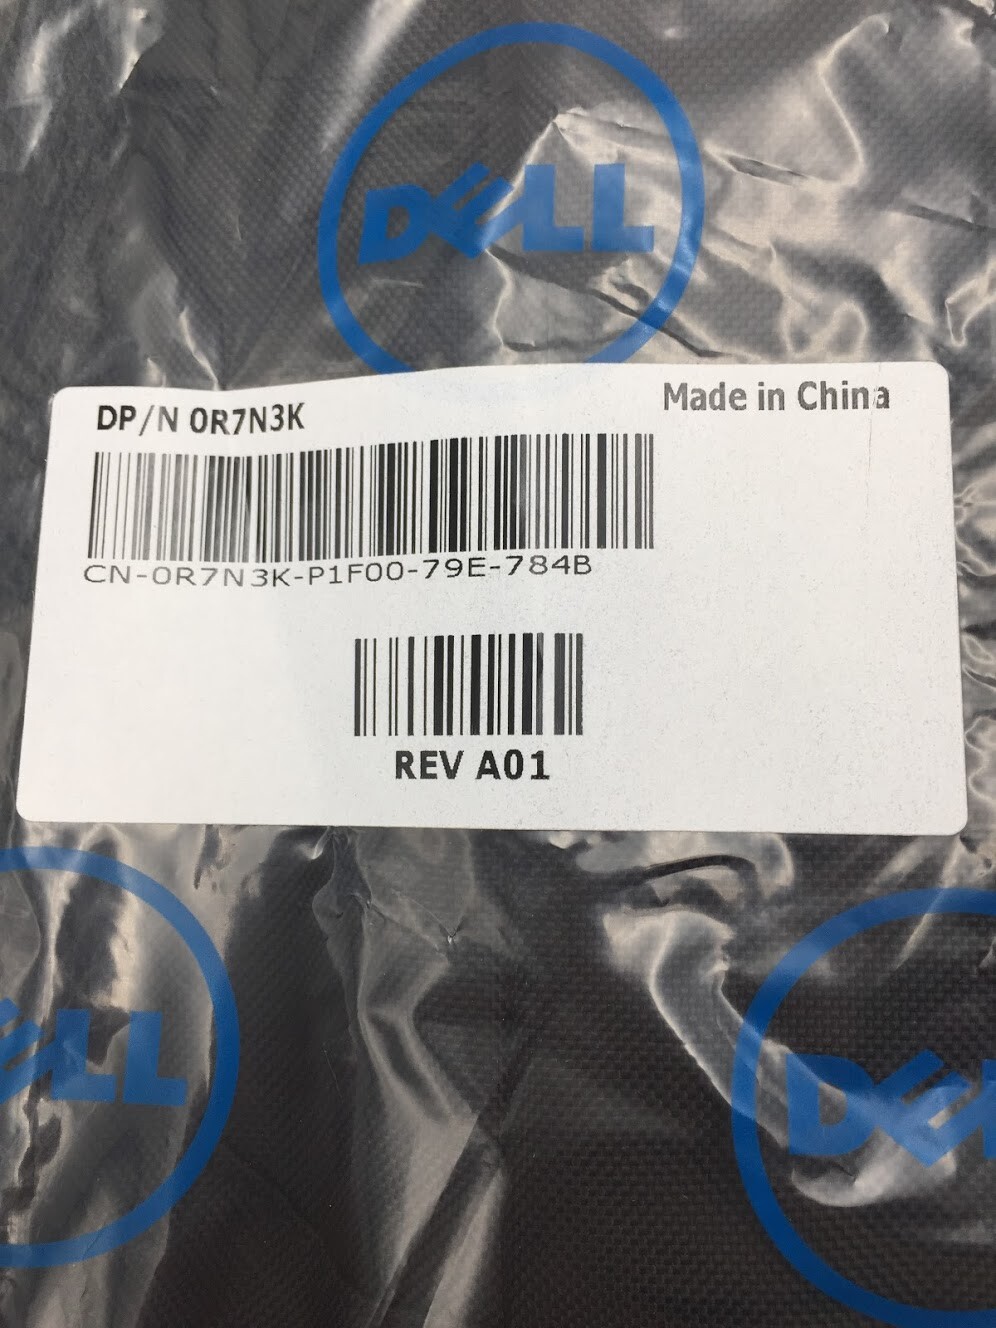 DELL
DP/N 0R7N3K
Made in China
CN-0R7N3K-P1F00-79E-784B
REV A01
DELL
DELL